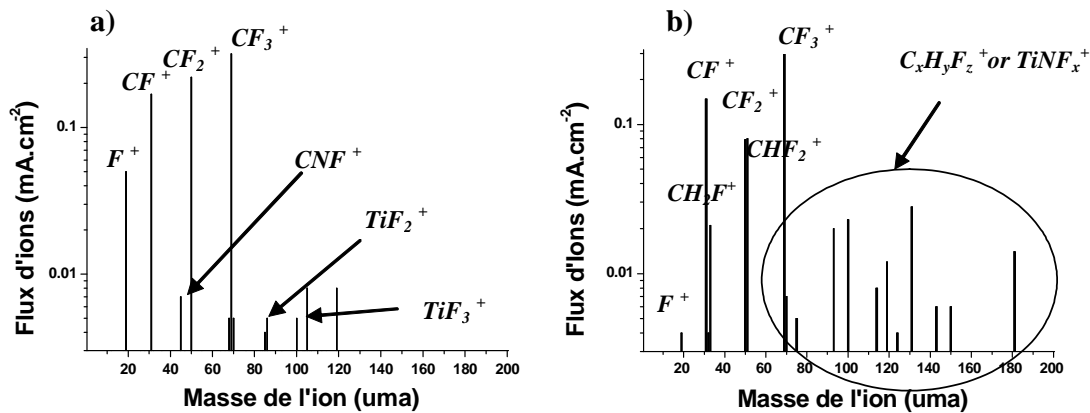 a)
CF₃ ⁺
CF₂ ⁺
CF ⁺
F ⁺
CNF ⁺
TiF₂ ⁺
TiF₃ ⁺
0.1
0.01
Flux d'ions (mA.cm⁻²)
20 40 60 80 100 120 140 160 180 200
Masse de l'ion (uma)
b)
CF₃ ⁺
CₓHᵧF_z ⁺or TiNFₓ⁺
CF ⁺
CF₂ ⁺
CHF₂ ⁺
CH₂F⁺
F ⁺
0.1
0.01
Flux d'Ions (mA.cm⁻²)
20 40 60 80 100 120 140 160 180 200
Masse de l'ion (uma)